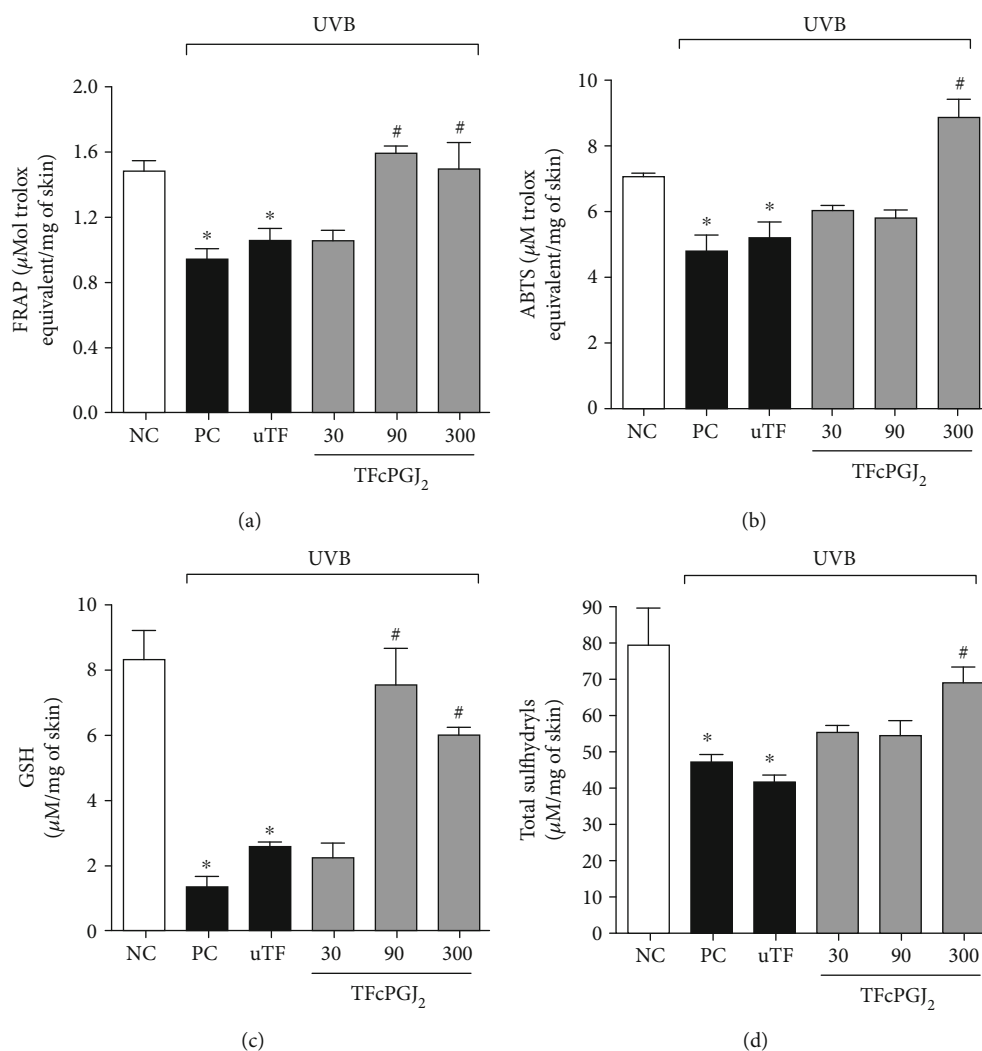 UVB
2.0
1.6
1.2
0.8
0.4
0.0
FRAP (μMol trolox
equivalent/mg of skin)
*
*
#
#
NC PC uTF 30 90 300
TFcPGJ₂
(a)
UVB
10
8
6
4
2
0
ABTS (μM trolox
equivalent/mg of skin)
*
*
#
NC PC uTF 30 90 300
TFcPGJ₂
(b)
UVB
10
8
6
4
2
0
GSH
(μM/mg of skin)
*
*
#
#
NC PC uTF 30 90 300
TFcPGJ₂
(c)
UVB
90
80
70
60
50
40
30
20
10
0
Total sulfhydryls
(μM/mg of skin)
*
*
#
NC PC uTF 30 90 300
TFcPGJ₂
(d)